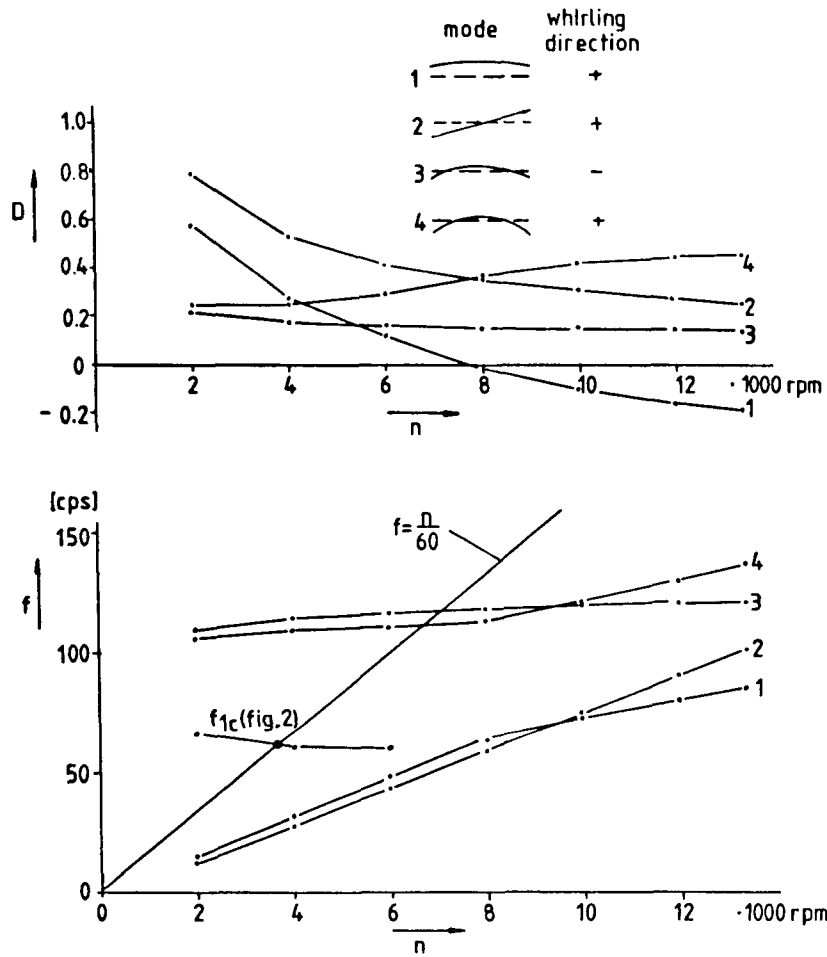 mode whirling direction
1 +
2 +
3 -
4 +
D
1.0
0.8
0.6
0.4
0.2
0
- 0.2
4
2
3
1
2 4 6 8 10 12 ·1000 rpm
n
[cps]
150
100
50
0
f
f=n/60
f1c(fig.2)
4
3
2
1
0 2 4 6 8 10 12 ·1000 rpm
n